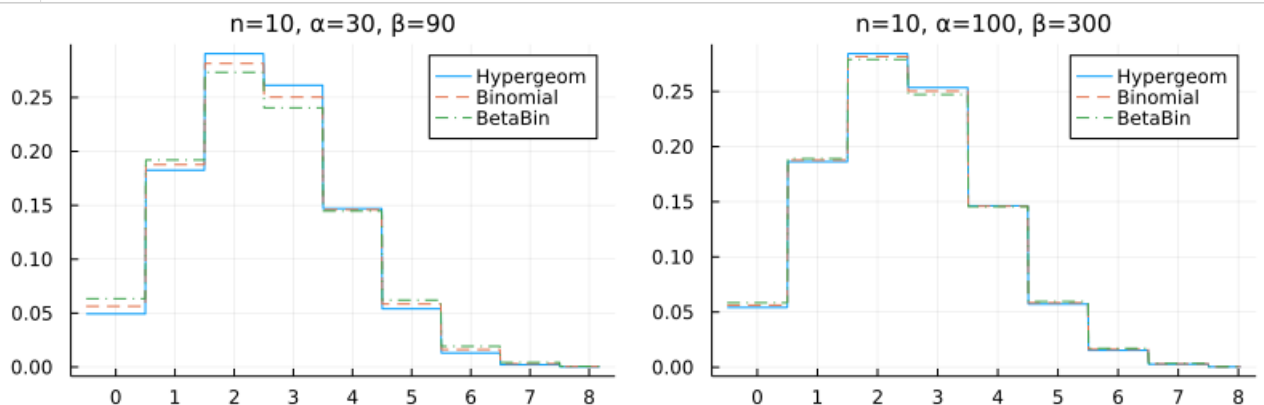 n=10, α=30, β=90
Hypergeom
Binomial
BetaBin
0.25
0.20
0.15
0.10
0.05
0.00
0 1 2 3 4 5 6 7 8
n=10, α=100, β=300
Hypergeom
Binomial
BetaBin
0.25
0.20
0.15
0.10
0.05
0.00
0 1 2 3 4 5 6 7 8